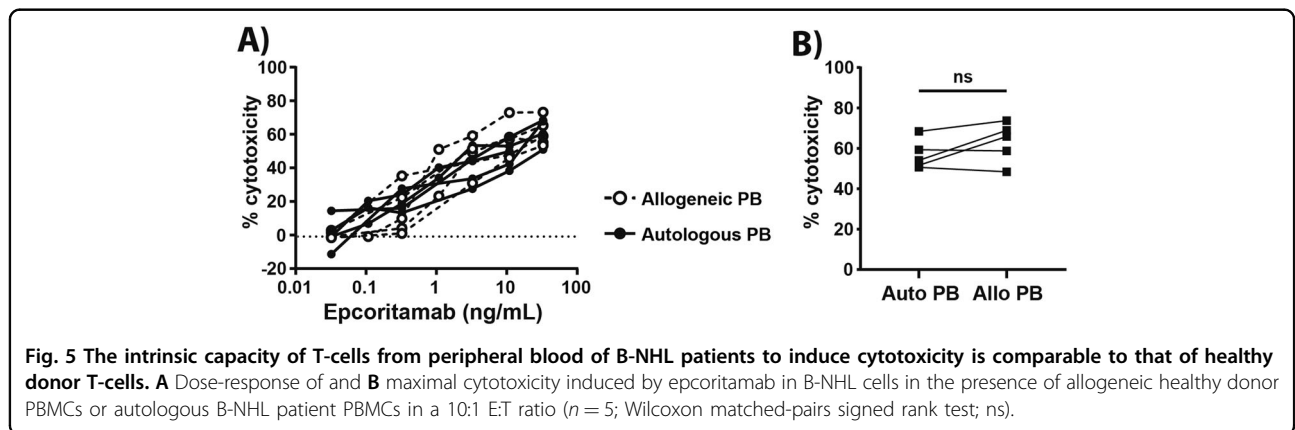 A)
100
80
60
40
20
0
-20
% cytotoxicity
0.01 0.1 1 10 100
Epcoritamab (ng/mL)
Allogeneic PB
Autologous PB
B)
100
80
60
40
20
0
% cytotoxicity
ns
Auto PB Allo PB
Fig. 5 The intrinsic capacity of T-cells from peripheral blood of B-NHL patients to induce cytotoxicity is comparable to that of healthy
donor T-cells. A Dose-response of and B maximal cytotoxicity induced by epcoritamab in B-NHL cells in the presence of allogeneic healthy donor
PBMCs or autologous B-NHL patient PBMCs in a 10:1 E:T ratio (n = 5; Wilcoxon matched-pairs signed rank test; ns).